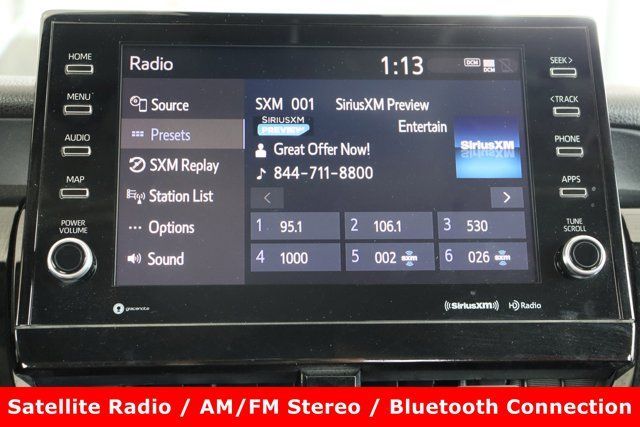 HOME
MENU
AUDIO
MAP
POWER
VOLUME
Radio
1:13
DCM
DCM
Source
Presets
SXM Replay
Station List
Options
Sound
SXM 001 SiriusXM Preview
SIRIUSXM
PREVIEW
Entertain
Great Offer Now!
844-711-8800
SiriusXM
1 95.1
2 106.1
3 530
4 1000
5 002 sxm
6 026 sxm
SEEK>
<TRACK
PHONE
APPS
TUNE
SCROLL
gracenote
((SiriusXM))
HD Radio
Satellite Radio / AM/FM Stereo / Bluetooth Connection